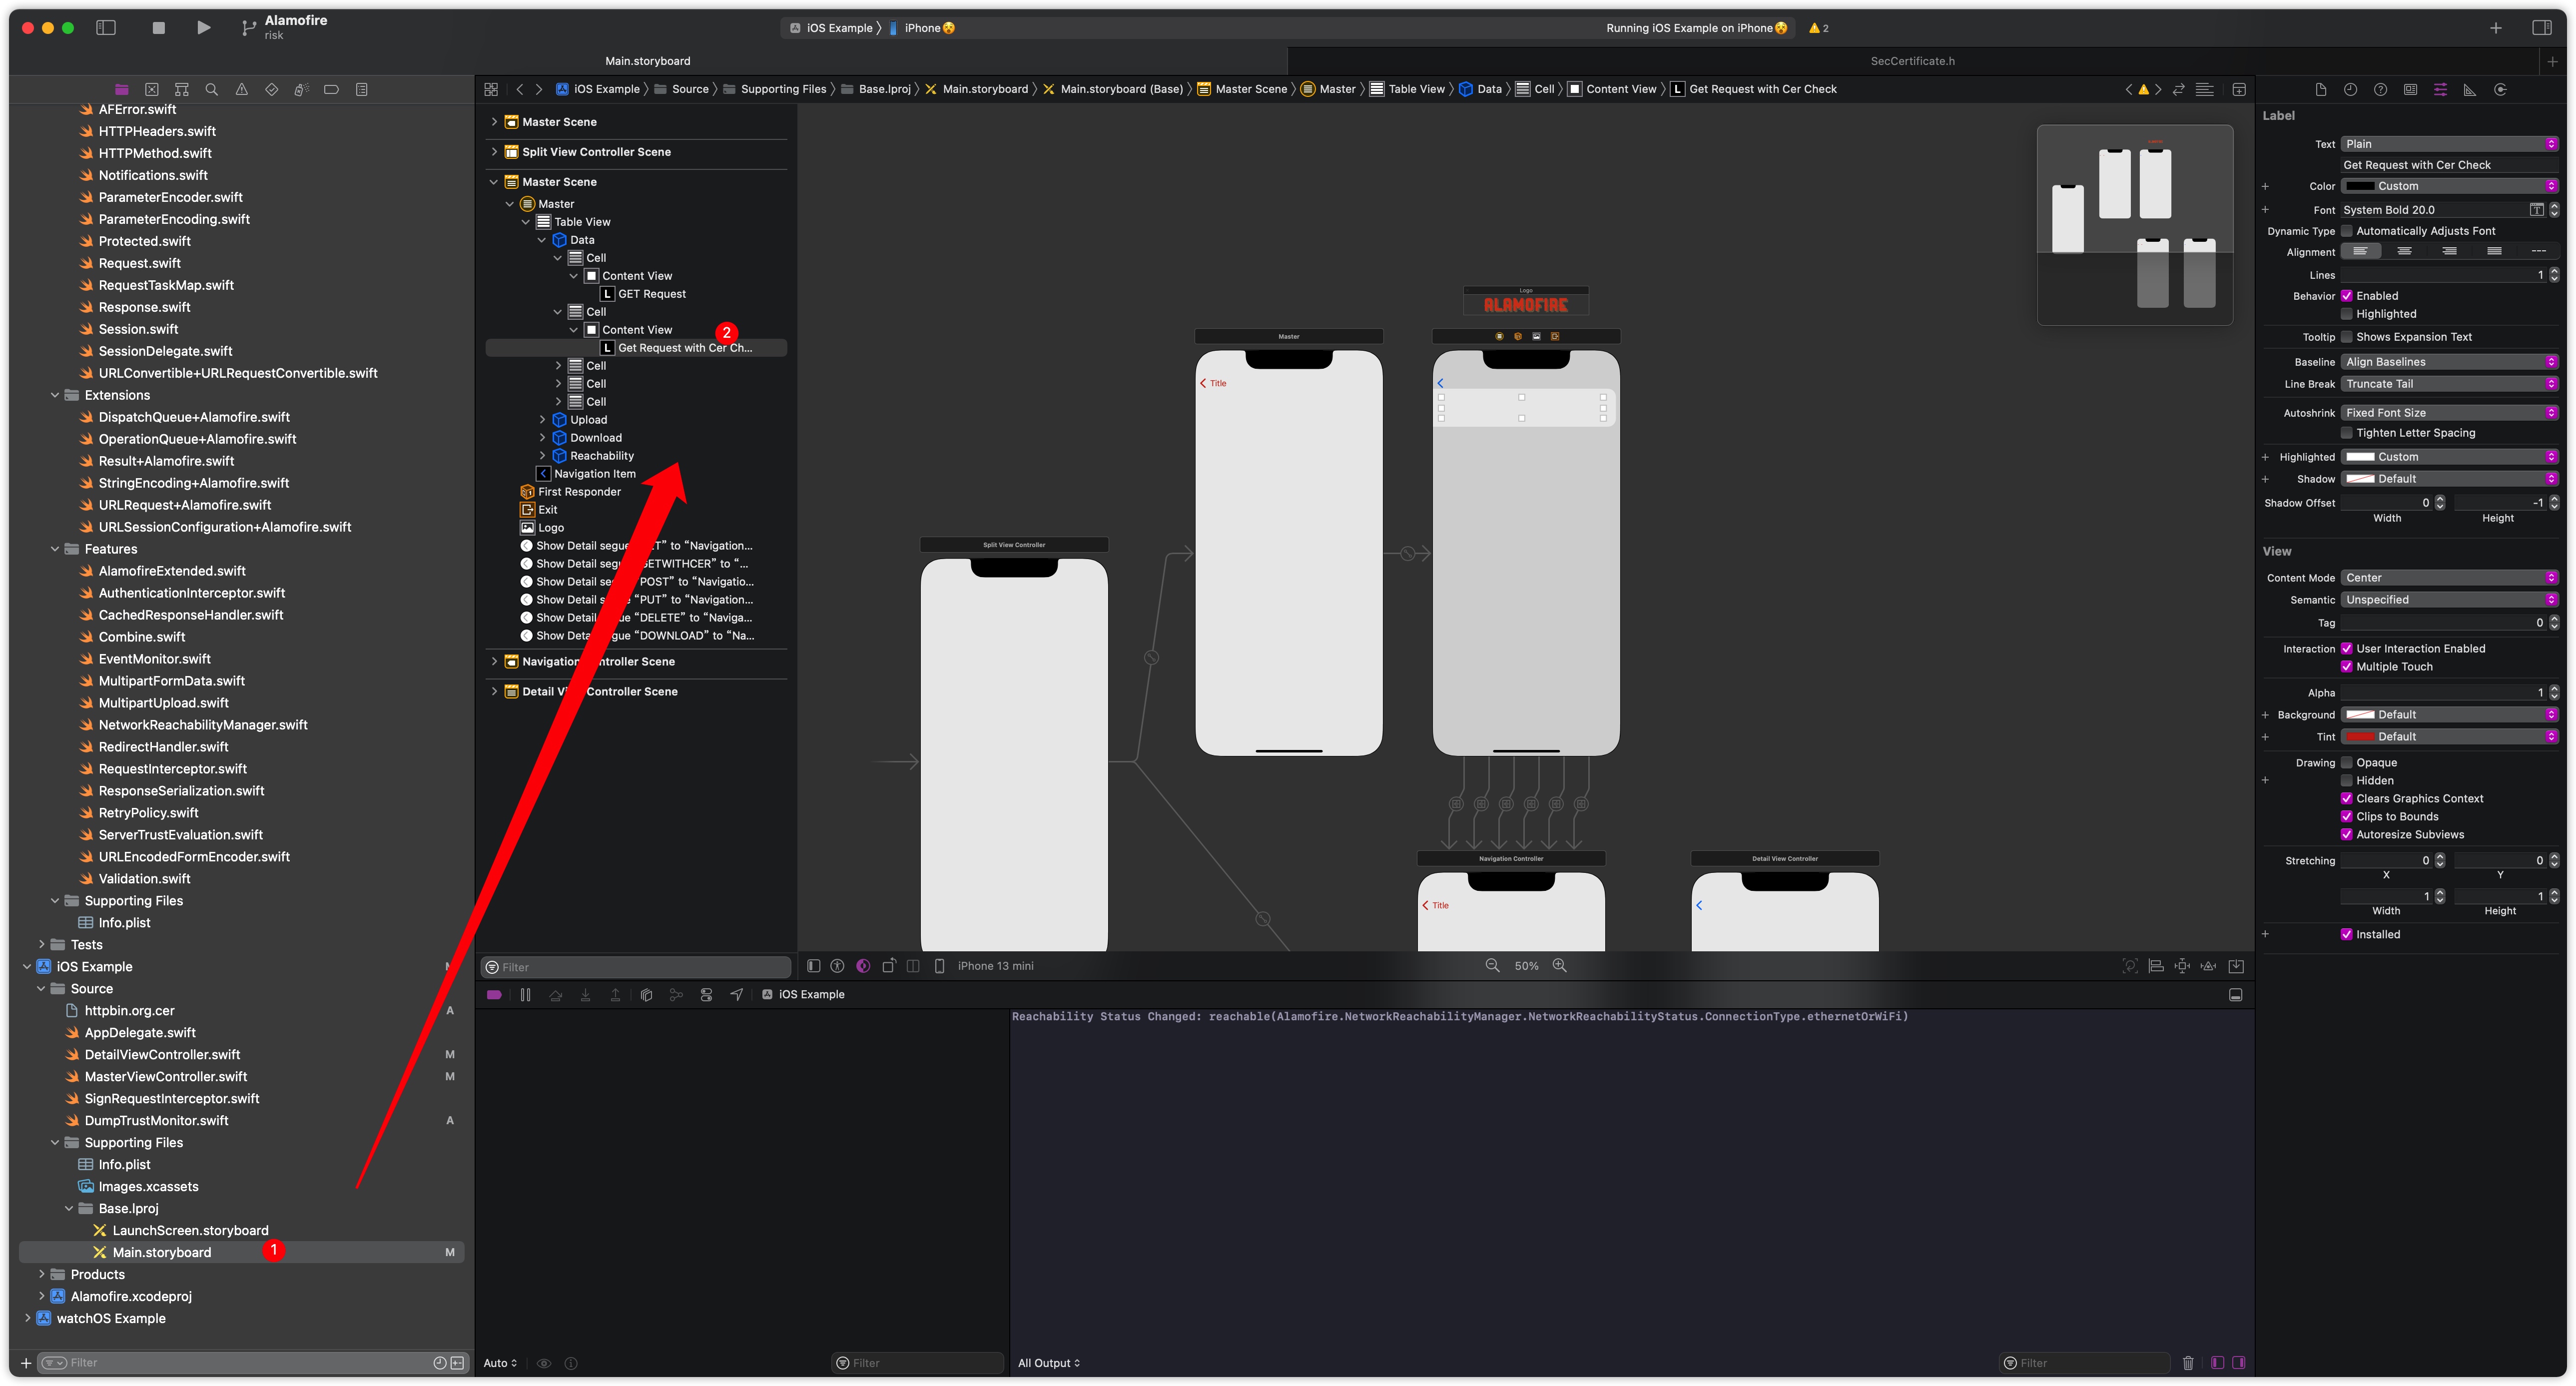 Alamofire
risk
iOS Example 〉 iPhone😵
Running iOS Example on iPhone😵
2
Main.storyboard
SecCertificate.h
iOS Example 〉 Source 〉 Supporting Files 〉 Base.lproj 〉 Main.storyboard 〉 Main.storyboard (Base) 〉 Master Scene 〉 Master 〉 Table View 〉 Data 〉 Cell 〉 Content View 〉 L Get Request with Cer Check
AFError.swift
HTTPHeaders.swift
HTTPMethod.swift
Notifications.swift
ParameterEncoder.swift
ParameterEncoding.swift
Protected.swift
Request.swift
RequestTaskMap.swift
Response.swift
Session.swift
SessionDelegate.swift
URLConvertible+URLRequestConvertible.swift
Extensions
DispatchQueue+Alamofire.swift
OperationQueue+Alamofire.swift
Result+Alamofire.swift
StringEncoding+Alamofire.swift
URLRequest+Alamofire.swift
URLSessionConfiguration+Alamofire.swift
Features
AlamofireExtended.swift
AuthenticationInterceptor.swift
CachedResponseHandler.swift
Combine.swift
EventMonitor.swift
MultipartFormData.swift
MultipartUpload.swift
NetworkReachabilityManager.swift
RedirectHandler.swift
RequestInterceptor.swift
ResponseSerialization.swift
RetryPolicy.swift
ServerTrustEvaluation.swift
URLEncodedFormEncoder.swift
Validation.swift
Supporting Files
Info.plist
Tests
iOS Example
Source
httpbin.org.cer A
AppDelegate.swift
DetailViewController.swift M
MasterViewController.swift M
SignRequestInterceptor.swift
DumpTrustMonitor.swift A
Supporting Files
Info.plist
Images.xcassets
Base.lproj
LaunchScreen.storyboard
Main.storyboard 1 M
Products
Alamofire.xcodeproj
watchOS Example
Filter
Master Scene
Split View Controller Scene
Master Scene
Master
Table View
Data
Cell
Content View
L GET Request
Cell
Content View 2
L Get Request with Cer Ch...
Cell
Cell
Cell
Upload
Download
Reachability
Navigation Item
First Responder
Exit
Logo
Show Detail segue to “Navigation...
Show Detail seg ETWITHCER” to “...
Show Detail se POST” to “Navigatio...
Show Detail “PUT” to “Navigation...
Show Detail ue “DELETE” to “Naviga...
Show Deta gue “DOWNLOAD” to “Na...
Navigation ntroller Scene
Detail Vi Controller Scene
Filter
Logo
ALAMOFIRE
Master
Title
Split View Controller
Navigation Controller
Title
Detail View Controller
iPhone 13 mini
50%
iOS Example
Reachability Status Changed: reachable(Alamofire.NetworkReachabilityManager.NetworkReachabilityStatus.ConnectionType.ethernetOrWiFi)
Auto
Filter
All Output
Filter
Label
Text Plain
Get Request with Cer Check
Color Custom
Font System Bold 20.0
Dynamic Type Automatically Adjusts Font
Alignment
Lines 1
Behavior Enabled
Highlighted
Tooltip Shows Expansion Text
Baseline Align Baselines
Line Break Truncate Tail
Autoshrink Fixed Font Size
Tighten Letter Spacing
Highlighted Custom
Shadow Default
Shadow Offset 0 -1
Width Height
View
Content Mode Center
Semantic Unspecified
Tag 0
Interaction User Interaction Enabled
Multiple Touch
Alpha 1
Background Default
Tint Default
Drawing Opaque
Hidden
Clears Graphics Context
Clips to Bounds
Autoresize Subviews
Stretching 0 0
X Y
1 1
Width Height
Installed